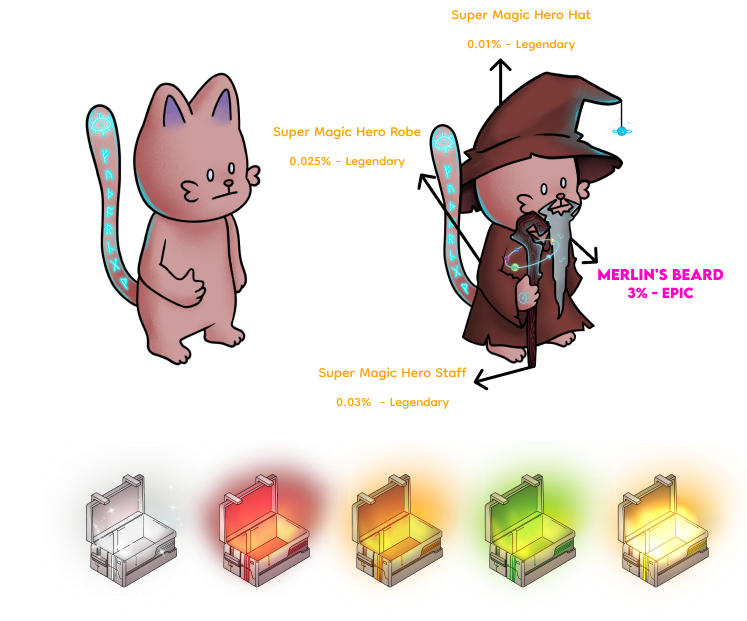 Super Magic Hero Hat
0.01% - Legendary
Super Magic Hero Robe
0.025% - Legendary
MERLIN'S BEARD
3% - EPIC
Super Magic Hero Staff
0.03% - Legendary